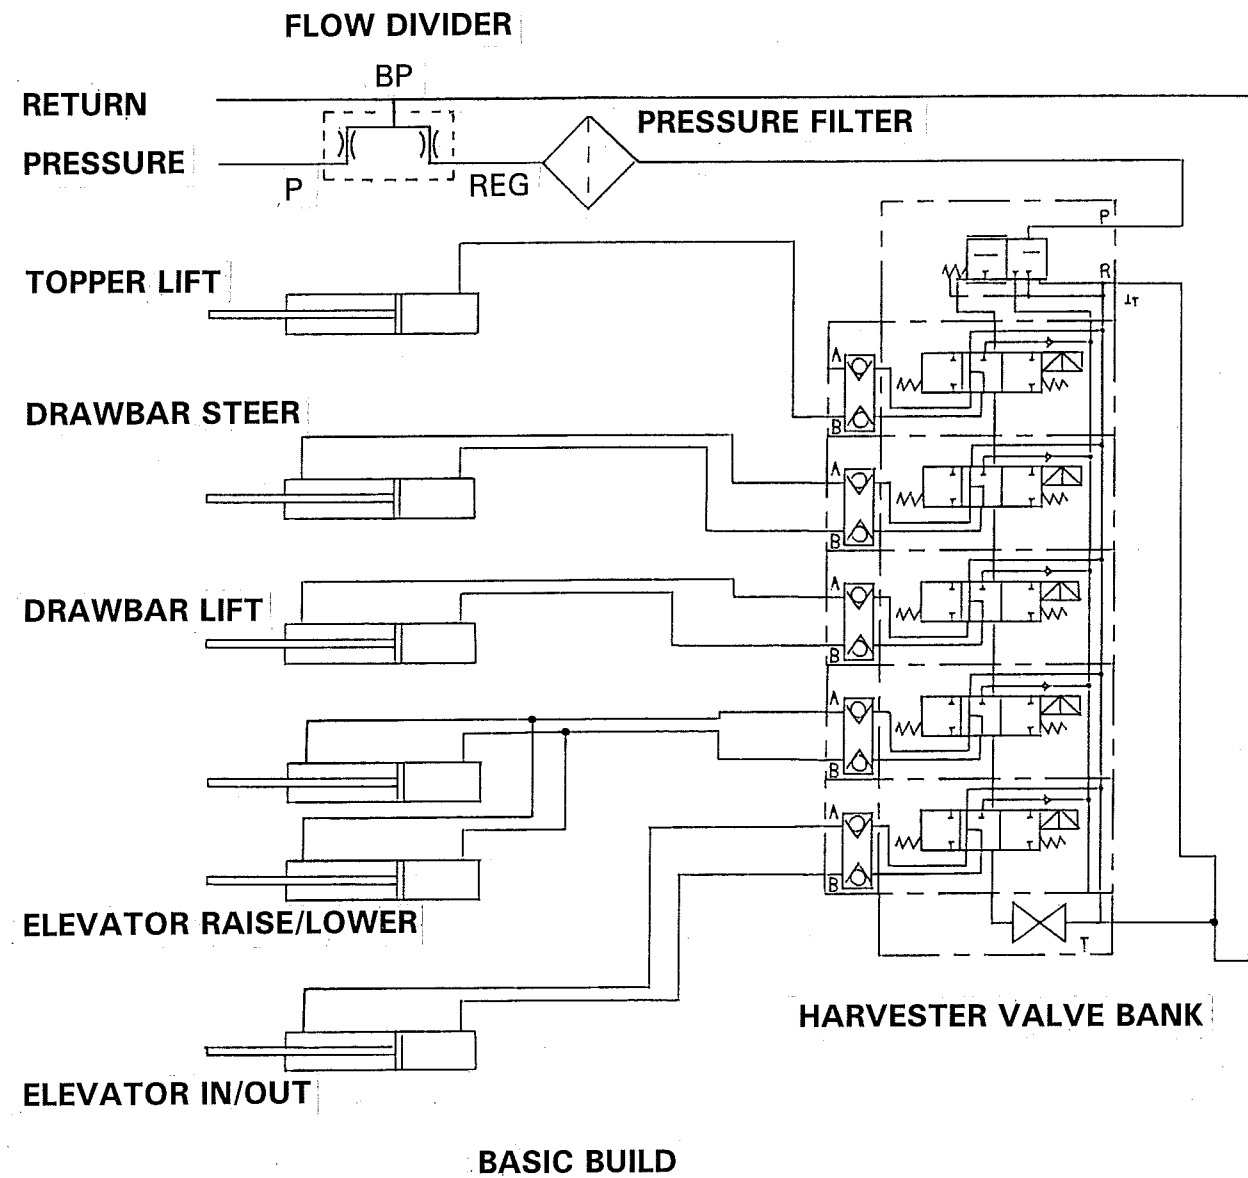 FLOW DIVIDER
BP
RETURN
PRESSURE FILTER
PRESSURE
P
REG
P
TOPPER LIFT
R
A
B
DRAWBAR STEER
A
B
DRAWBAR LIFT
A
B
A
B
A
B
ELEVATOR RAISE/LOWER
T
HARVESTER VALVE BANK
ELEVATOR IN/OUT
BASIC BUILD